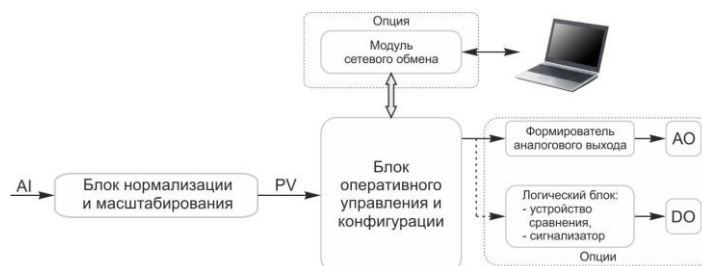 Опция
Модуль
сетевого обмена
AI
Блок нормализации
и масштабирования
PV
Блок
оперативного
управления и
конфигурации
Формирователь
аналогового выхода
AO
Логический блок:
- устройство
сравнения,
- сигнализатор
DO
Опции